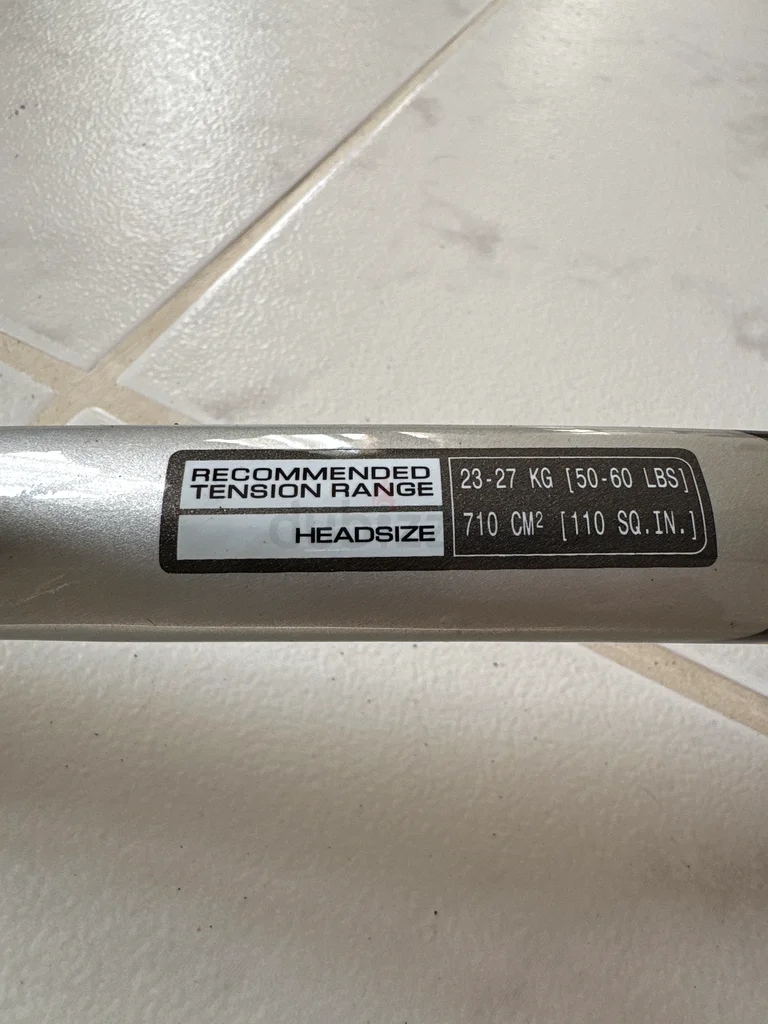 RECOMMENDED
TENSION RANGE
23-27 KG [50-60 LBS]
HEADSIZE
710 CM² [110 SQ.IN.]